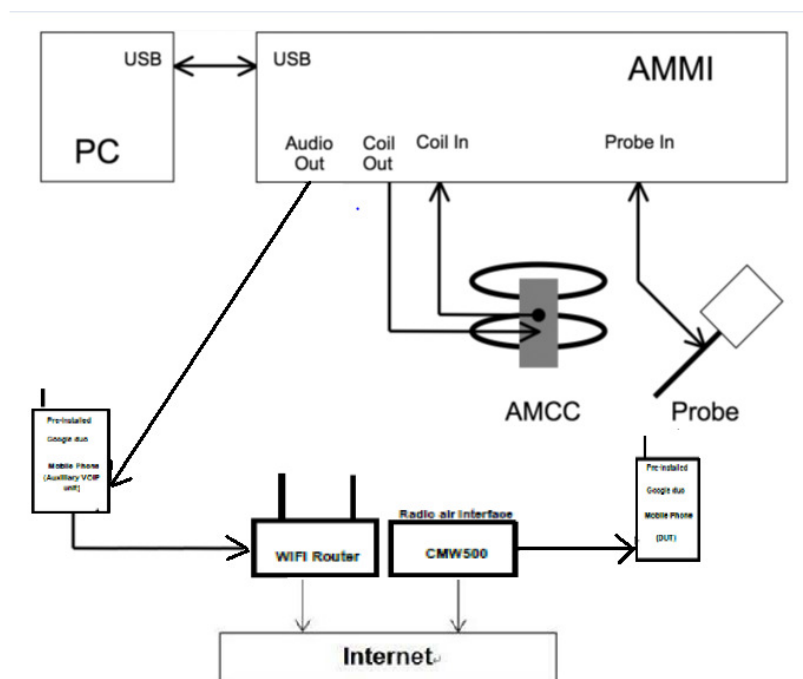 USB
USB
AMMI
PC
Audio
Out
Coil
Out
Coil In
Probe In
AMCC
Probe
Pre-installed
Google duo
Mobile Phone
(Auxiliary VOIP
unit)
Pre-installed
Google duo
Mobile Phone
(DUT)
Radio air interface
WIFI Router
CMW500
Internet